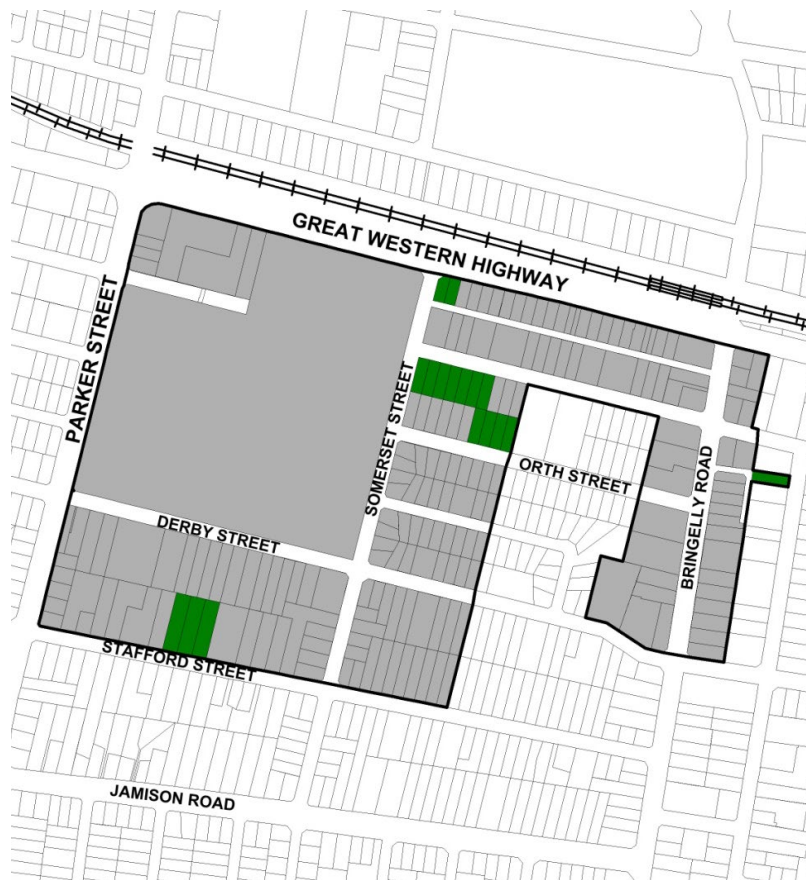 GREAT WESTERN HIGHWAY
PARKER STREET
SOMERSET STREET
ORTH STREET
BRINGELLY ROAD
DERBY STREET
STAFFORD STREET
JAMISON ROAD